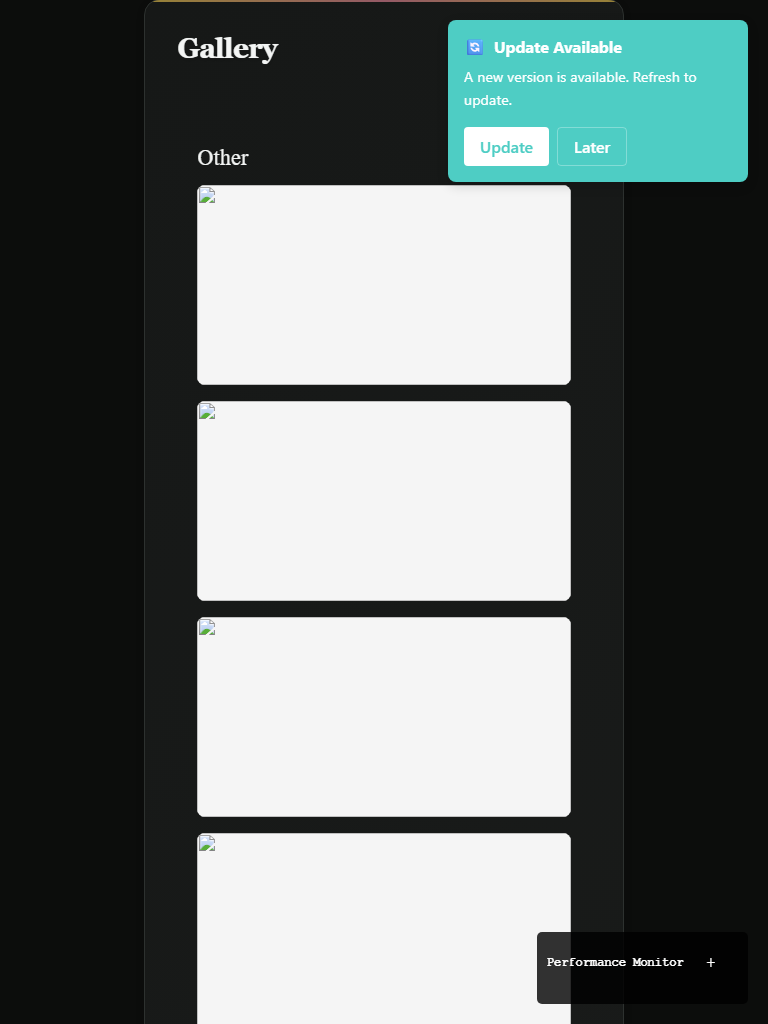 Gallery
🔄 Update Available
A new version is available. Refresh to
update.
Update
Later
Other
Performance Monitor +